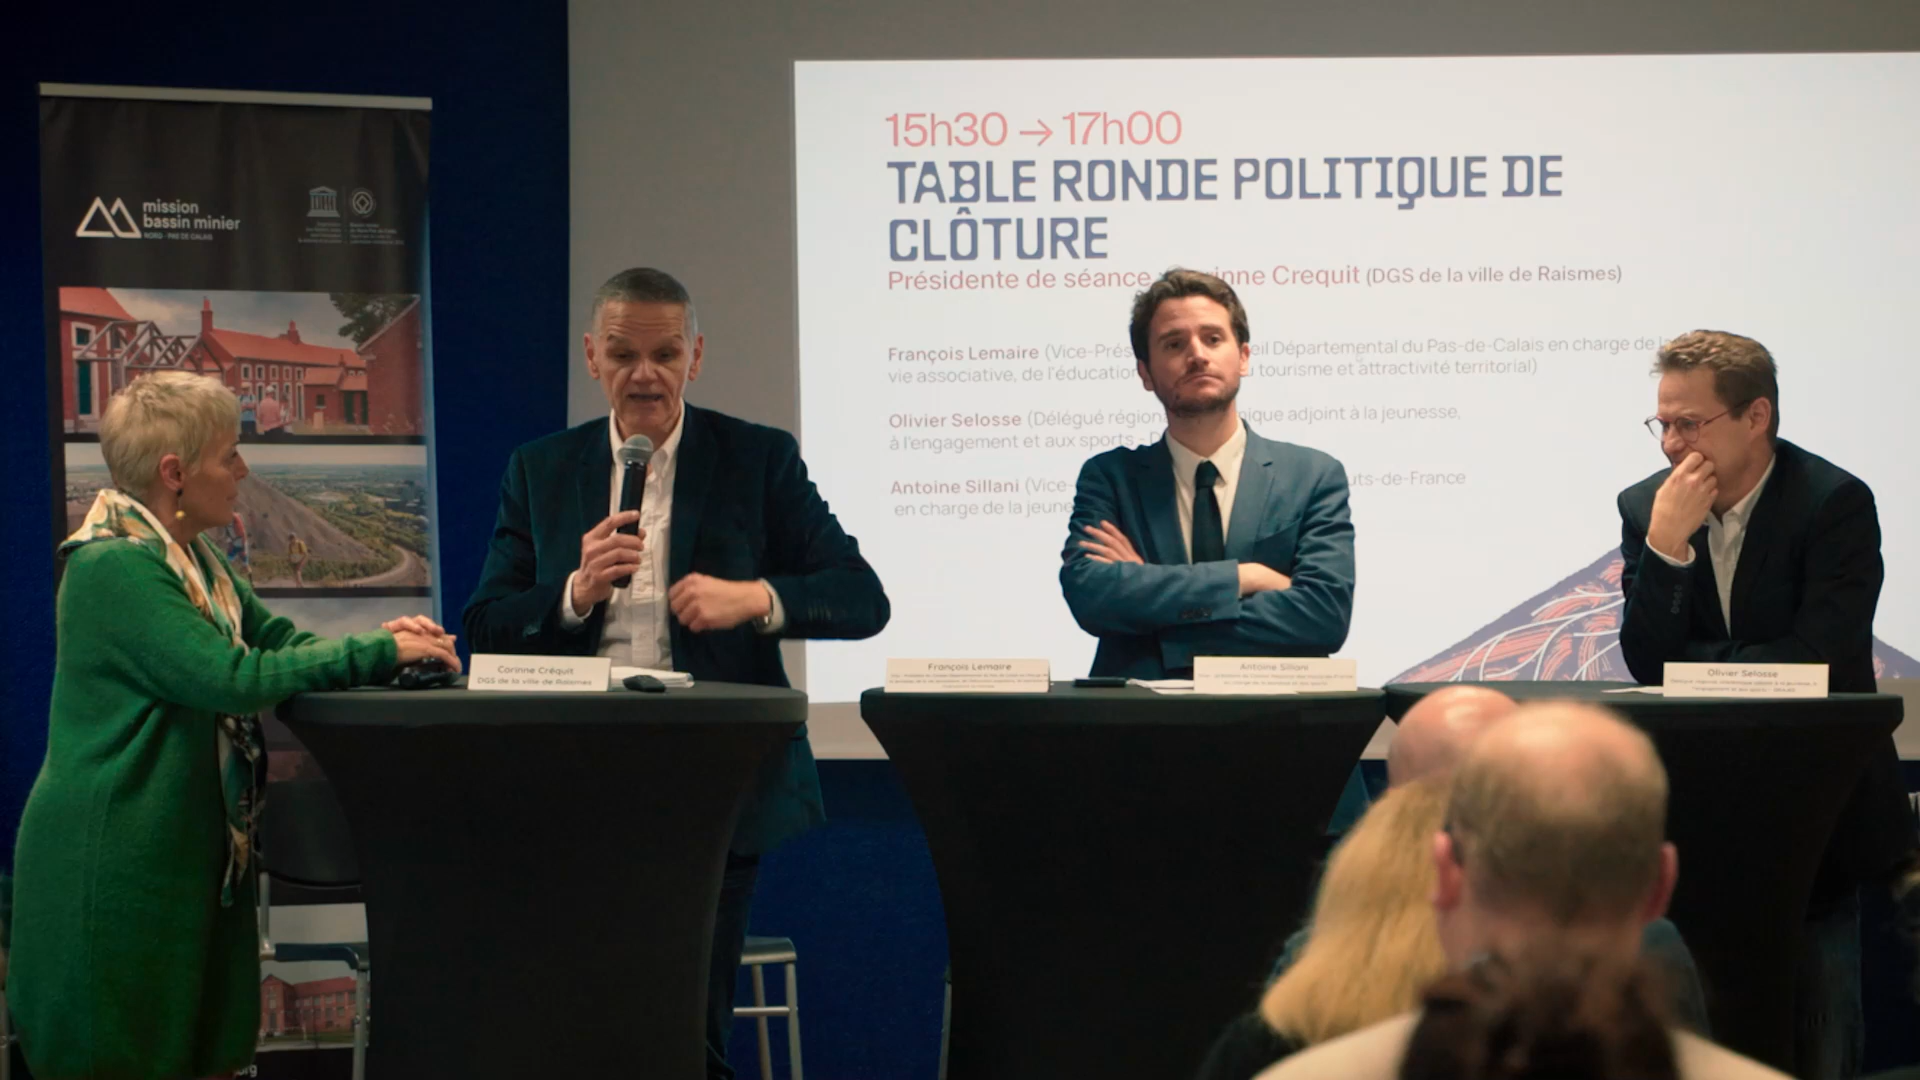 mission
bassin minier
NORD - PAS DE CALAIS
15h30 → 17h00
TABLE RONDE POLITIQUE DE
CLÔTURE
Présidente de séance inne Crequit (DGS de la ville de Raismes)
François Lemaire (Vice-Prés eil Départemental du Pas-de-Calais en charge de la
vie associative, de l'éducation u tourisme et attractivité territorial)
Olivier Selosse (Délégué région ique adjoint à la jeunesse,
à l'engagement et aux sports - D
Antoine Sillani (Vice- uts-de-France
en charge de la jeune
Corinne Créquit
DGS de la ville de Raismes
François Lemaire
Antoine Sillani
Olivier Selosse
.org